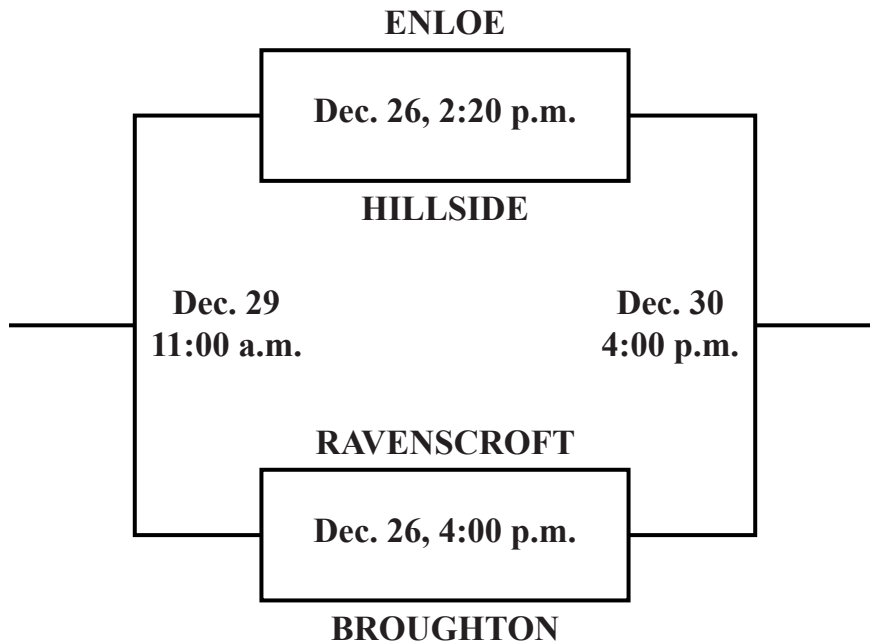 ENLOE
Dec. 26, 2:20 p.m.
HILLSIDE
Dec. 29
11:00 a.m.
Dec. 30
4:00 p.m.
RAVENSCROFT
Dec. 26, 4:00 p.m.
BROUGHTON